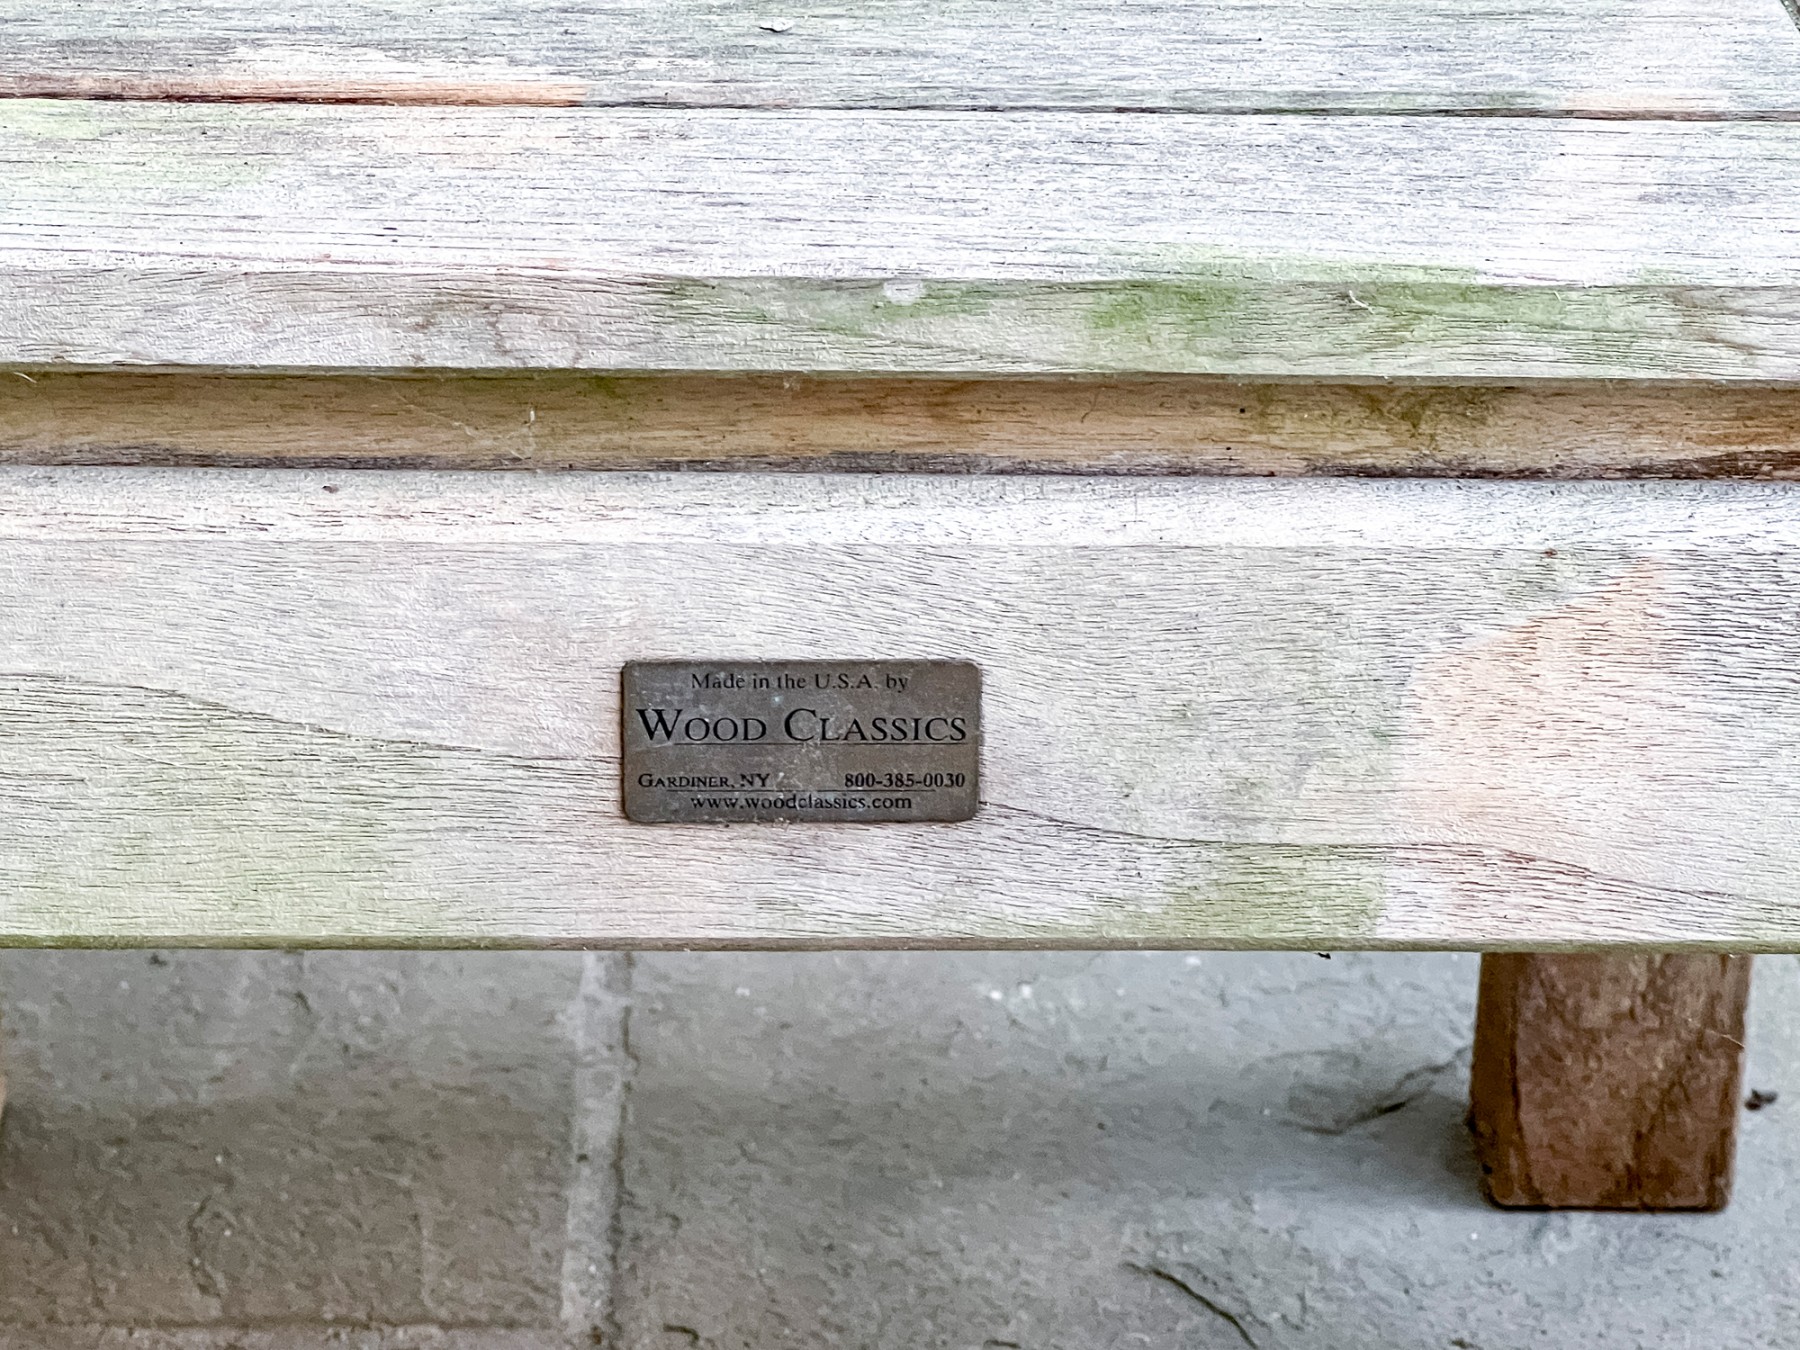 Made in the U.S.A. by
WOOD CLASSICS
GARDINER, NY 800-385-0030
www.woodclassics.com